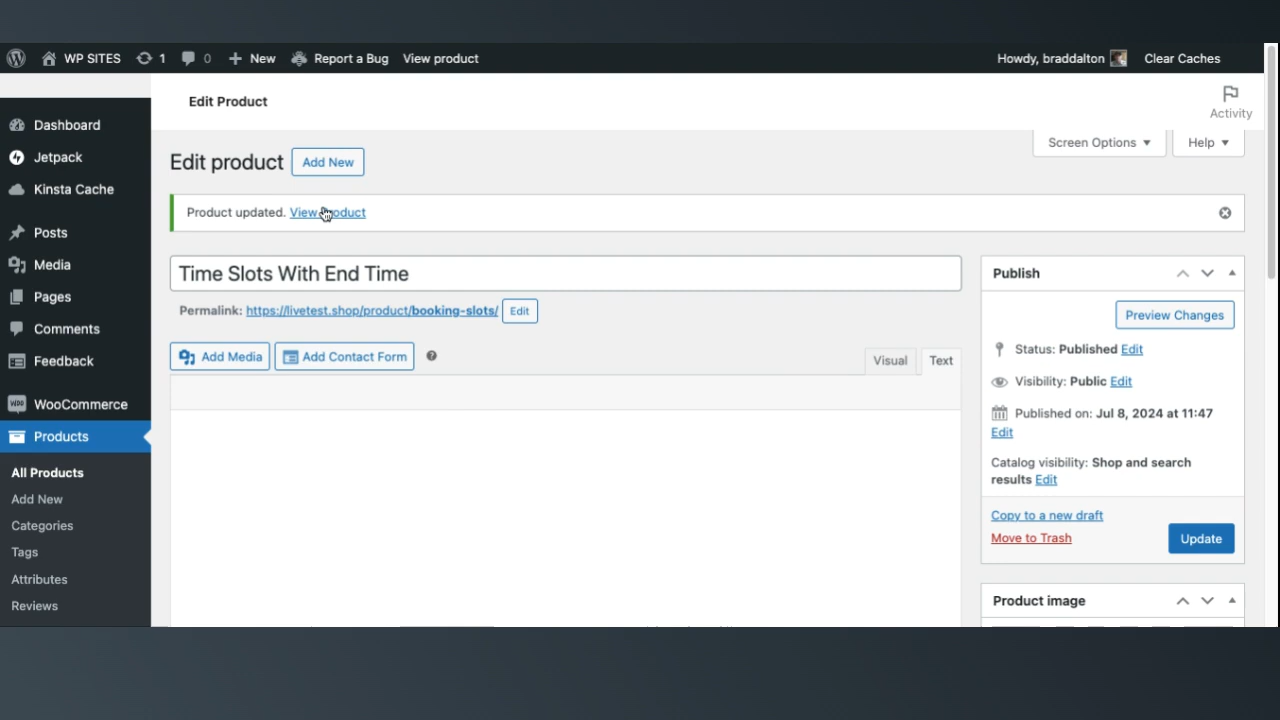 WP SITES 1 0 New Report a Bug View product Howdy, braddalton Clear Caches
Edit Product
Activity
Screen Options Help
Edit product Add New
Product updated. View Product
Time Slots With End Time
Permalink: https://livetest.shop/product/booking-slots/ Edit
Add Media Add Contact Form
Visual Text
Dashboard
Jetpack
Kinsta Cache
Posts
Media
Pages
Comments
Feedback
WOO WooCommerce
Products
All Products
Add New
Categories
Tags
Attributes
Reviews
Publish
Preview Changes
Status: Published Edit
Visibility: Public Edit
Published on: Jul 8, 2024 at 11:47
Edit
Catalog visibility: Shop and search
results Edit
Copy to a new draft
Move to Trash Update
Product image